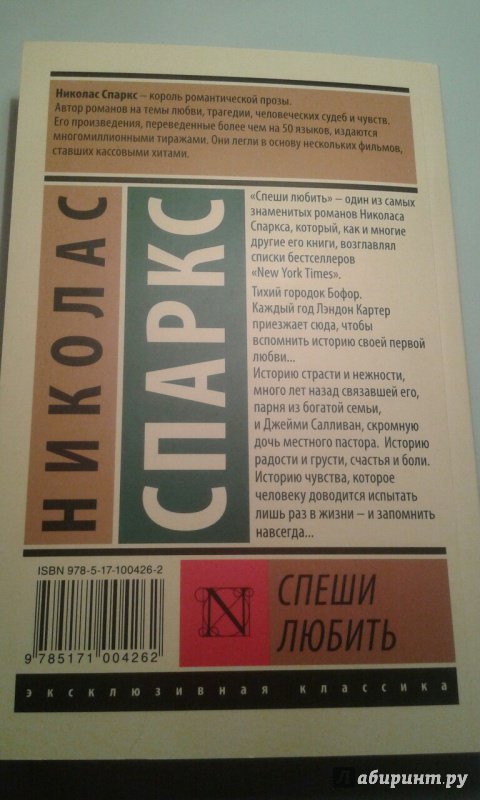 Николас Спаркс – король романтической прозы.
Автор романов на темы любви, трагедии, человеческих судеб и чувств.
Его произведения, переведенные более чем на 50 языков, издаются
многомиллионными тиражами. Они легли в основу нескольких фильмов,
ставших кассовыми хитами.
НИКОЛАС
СПАРКС
«Спеши любить» – один из самых
знаменитых романов Николаса
Спаркса, который, как и многие
другие его книги, возглавлял
списки бестселлеров
«New York Times».
Тихий городок Бофор.
Каждый год Лэндон Картер
приезжает сюда, чтобы
вспомнить историю своей первой
любви...
Историю страсти и нежности,
много лет назад связавшей его,
парня из богатой семьи,
и Джейми Салливан, скромную
дочь местного пастора. Историю
радости и грусти, счастья и боли.
Историю чувства, которое
человеку доводится испытать
лишь раз в жизни – и запомнить
навсегда...
ISBN 978-5-17-100426-2
9 785171 004262
N
СПЕШИ
ЛЮБИТЬ
эксклюзивная классика
Лабиринт.ру